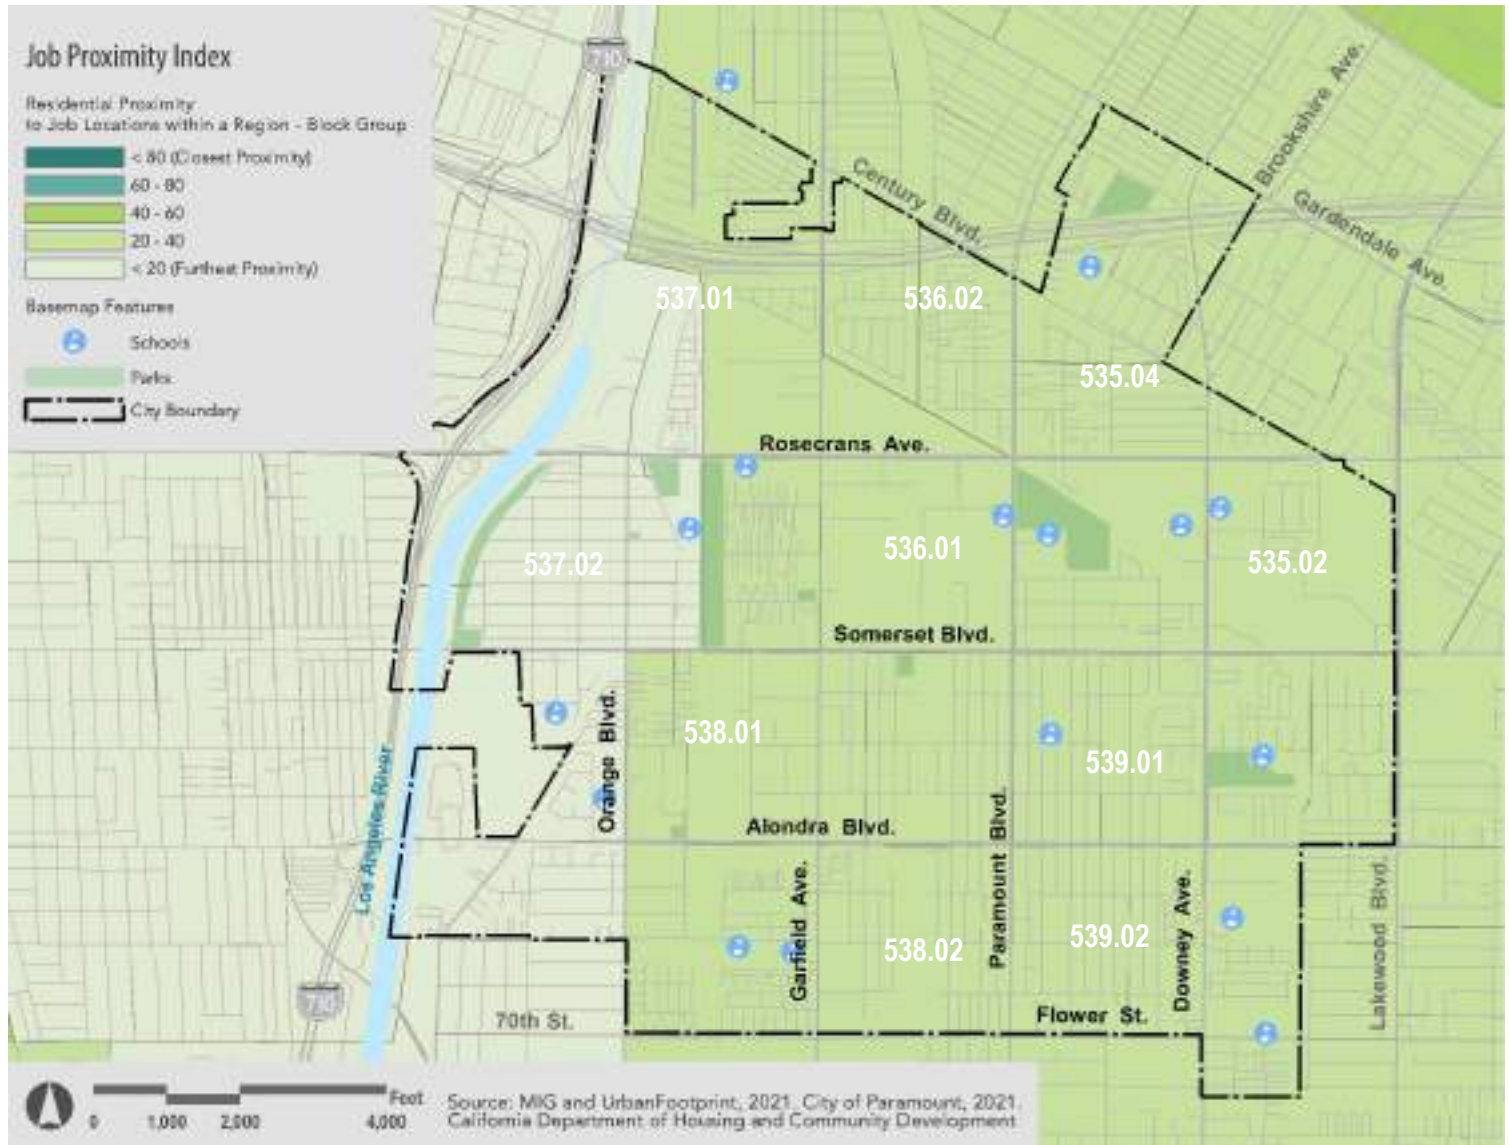 Job Proximity Index
Residential Proximity
to Job Locations within a Region - Block Group
< 80 (Closest Proximity)
60 - 80
40 - 60
20 - 40
< 20 (Furthest Proximity)
Basemap Features
Schools
Parks
City Boundary
710
Century Blvd.
Brookshire Ave.
Gardendale Ave.
537.01
536.02
535.04
Rosecrans Ave.
537.02
536.01
535.02
Somerset Blvd.
Orange Blvd.
538.01
539.01
Los Angeles River
Alondra Blvd.
Paramount Blvd.
Garfield Ave.
Downey Ave.
Lakewood Blvd.
538.02
539.02
710
70th St.
Flower St.
Feet
0 1,000 2,000 4,000
Source: MIG and UrbanFootprint, 2021. City of Paramount, 2021.
California Department of Housing and Community Development